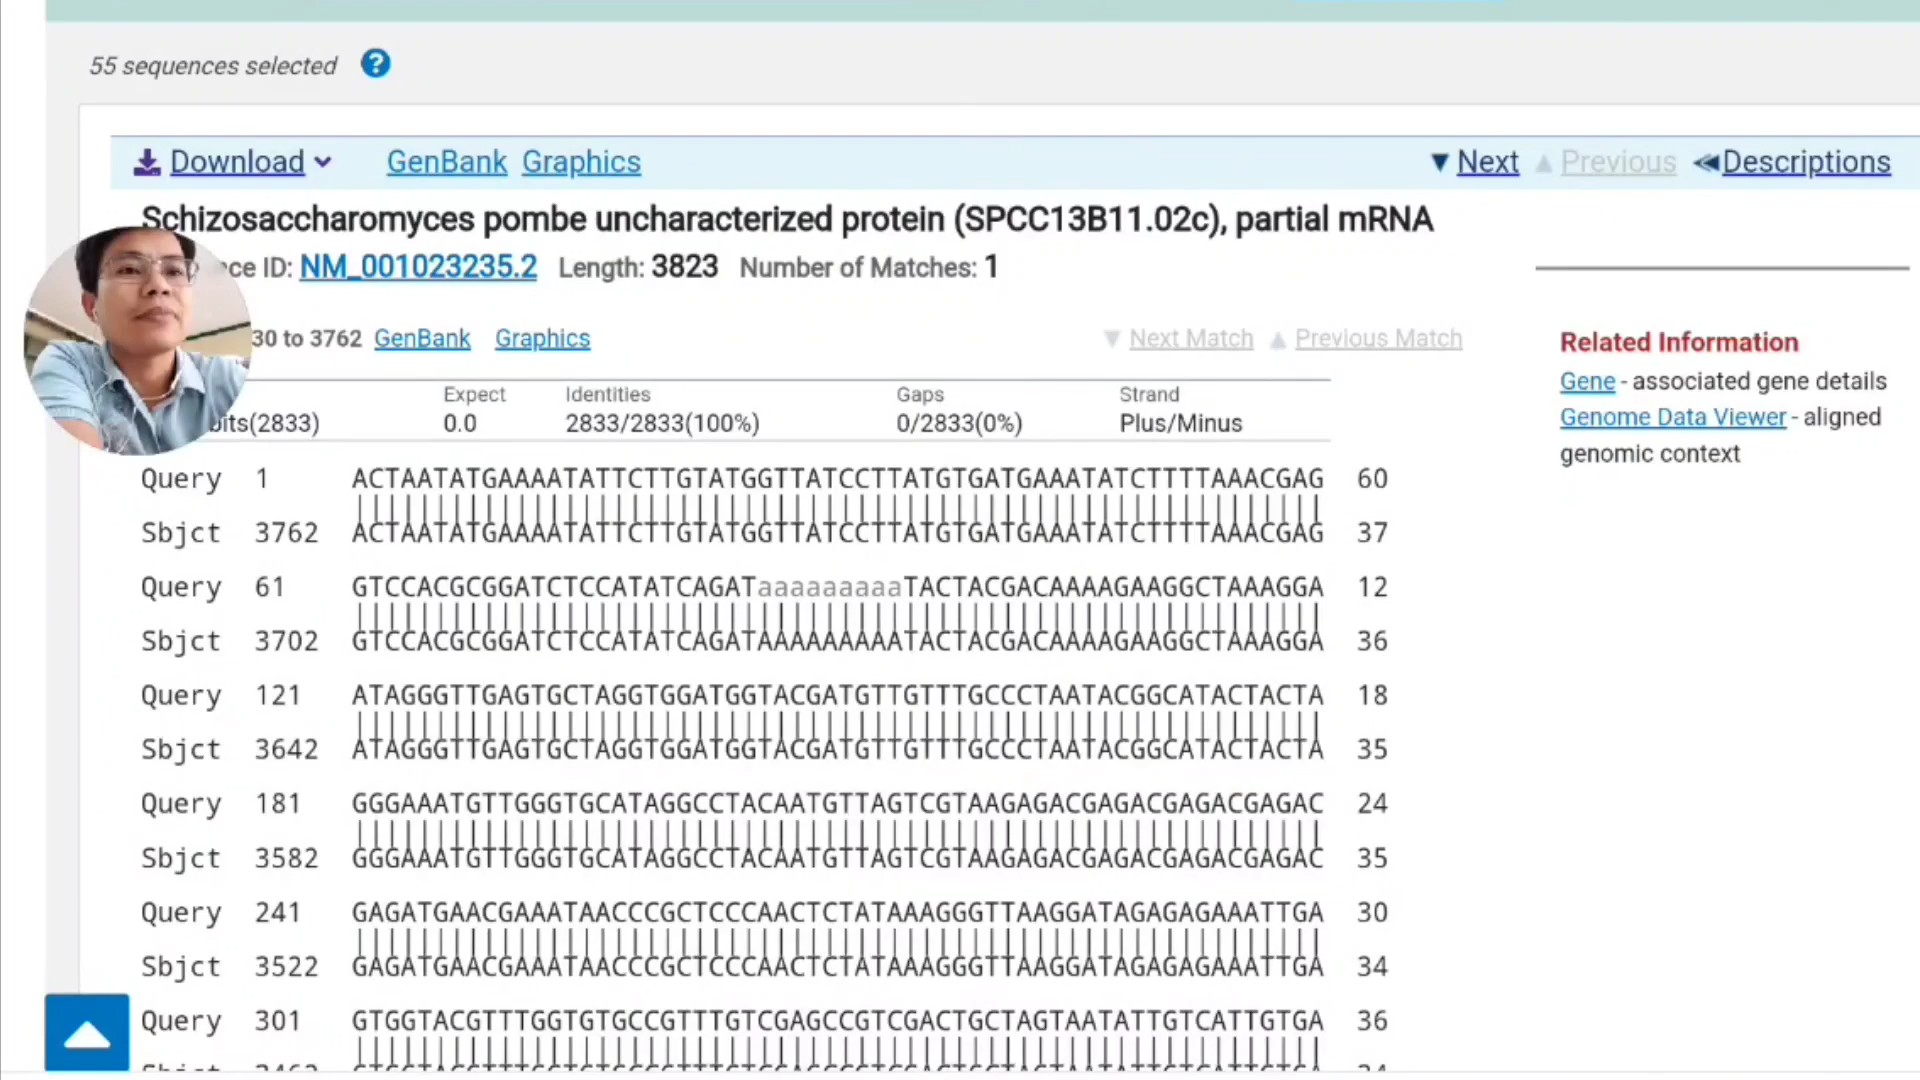 55 sequences selected ?
Download GenBank Graphics Next Previous Descriptions
Schizosaccharomyces pombe uncharacterized protein (SPCC13B11.02c), partial mRNA
ce ID: NM_001023235.2 Length: 3823 Number of Matches: 1
30 to 3762 GenBank Graphics Next Match Previous Match
Related Information
Gene - associated gene details
Genome Data Viewer - aligned
genomic context
Expect Identities Gaps Strand
bits(2833) 0.0 2833/2833(100%) 0/2833(0%) Plus/Minus
Query 1 ACTAATATGAAAATATTCTTGTATGGTTATCCTTATGTGATGAAATATCTTTTAAACGAG 60
Sbjct 3762 ACTAATATGAAAATATTCTTGTATGGTTATCCTTATGTGATGAAATATCTTTTAAACGAG 37
Query 61 GTCCACGCGGATCTCCATATCAGATaaaaaaaaaTACTACGACAAAAGAAGGCTAAAGGA 12
Sbjct 3702 GTCCACGCGGATCTCCATATCAGATAAAAAAAAATACTACGACAAAAGAAGGCTAAAGGA 36
Query 121 ATAGGGTTGAGTGCTAGGTGGATGGTACGATGTTGTTTGCCCTAATACGGCATACTACTA 18
Sbjct 3642 ATAGGGTTGAGTGCTAGGTGGATGGTACGATGTTGTTTGCCCTAATACGGCATACTACTA 35
Query 181 GGGAAATGTTGGGTGCATAGGCCTACAATGTTAGTCGTAAGAGACGAGACGAGACGAGAC 24
Sbjct 3582 GGGAAATGTTGGGTGCATAGGCCTACAATGTTAGTCGTAAGAGACGAGACGAGACGAGAC 35
Query 241 GAGATGAACGAAATAACCCGCTCCCAACTCTATAAAGGGTTAAGGATAGAGAGAAATTGA 30
Sbjct 3522 GAGATGAACGAAATAACCCGCTCCCAACTCTATAAAGGGTTAAGGATAGAGAGAAATTGA 34
Query 301 GTGGTACGTTTGGTGTGCCGTTTGTCGAGCCGTCGACTGCTAGTAATATTGTCATTGTGA 36